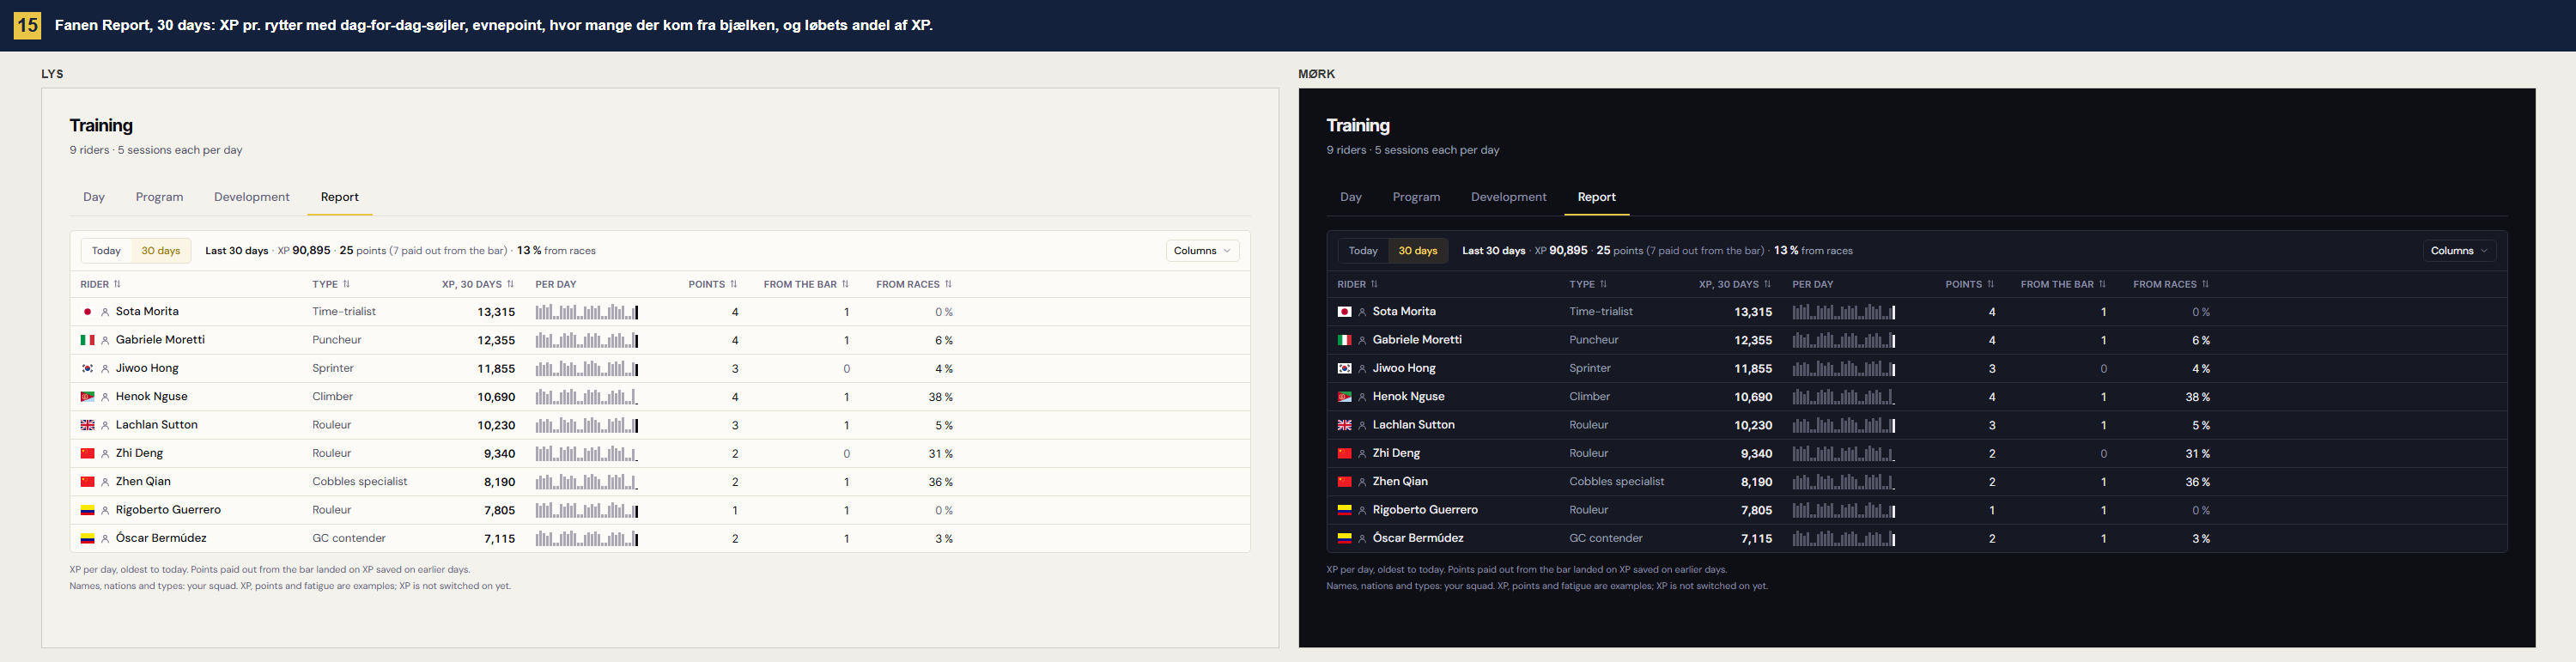 15 Fanen Report, 30 days: XP pr. rytter med dag-for-dag-søjler, evnepoint, hvor mange der kom fra bjælken, og løbets andel af XP.
LYS
Training
9 riders · 5 sessions each per day
Day Program Development Report
Today 30 days Last 30 days · XP 90,895 · 25 points (7 paid out from the bar) · 13 % from races Columns
RIDER TYPE XP, 30 DAYS PER DAY POINTS FROM THE BAR FROM RACES
Sota Morita Time-trialist 13,315 4 1 0 %
Gabriele Moretti Puncheur 12,355 4 1 6 %
Jiwoo Hong Sprinter 11,855 3 0 4 %
Henok Nguse Climber 10,690 4 1 38 %
Lachlan Sutton Rouleur 10,230 3 1 5 %
Zhi Deng Rouleur 9,340 2 0 31 %
Zhen Qian Cobbles specialist 8,190 2 1 36 %
Rigoberto Guerrero Rouleur 7,805 1 1 0 %
Óscar Bermúdez GC contender 7,115 2 1 3 %
XP per day, oldest to today. Points paid out from the bar landed on XP saved on earlier days.
Names, nations and types: your squad. XP, points and fatigue are examples; XP is not switched on yet.
MØRK
Training
9 riders · 5 sessions each per day
Day Program Development Report
Today 30 days Last 30 days · XP 90,895 · 25 points (7 paid out from the bar) · 13 % from races Columns
RIDER TYPE XP, 30 DAYS PER DAY POINTS FROM THE BAR FROM RACES
Sota Morita Time-trialist 13,315 4 1 0 %
Gabriele Moretti Puncheur 12,355 4 1 6 %
Jiwoo Hong Sprinter 11,855 3 0 4 %
Henok Nguse Climber 10,690 4 1 38 %
Lachlan Sutton Rouleur 10,230 3 1 5 %
Zhi Deng Rouleur 9,340 2 0 31 %
Zhen Qian Cobbles specialist 8,190 2 1 36 %
Rigoberto Guerrero Rouleur 7,805 1 1 0 %
Óscar Bermúdez GC contender 7,115 2 1 3 %
XP per day, oldest to today. Points paid out from the bar landed on XP saved on earlier days.
Names, nations and types: your squad. XP, points and fatigue are examples; XP is not switched on yet.